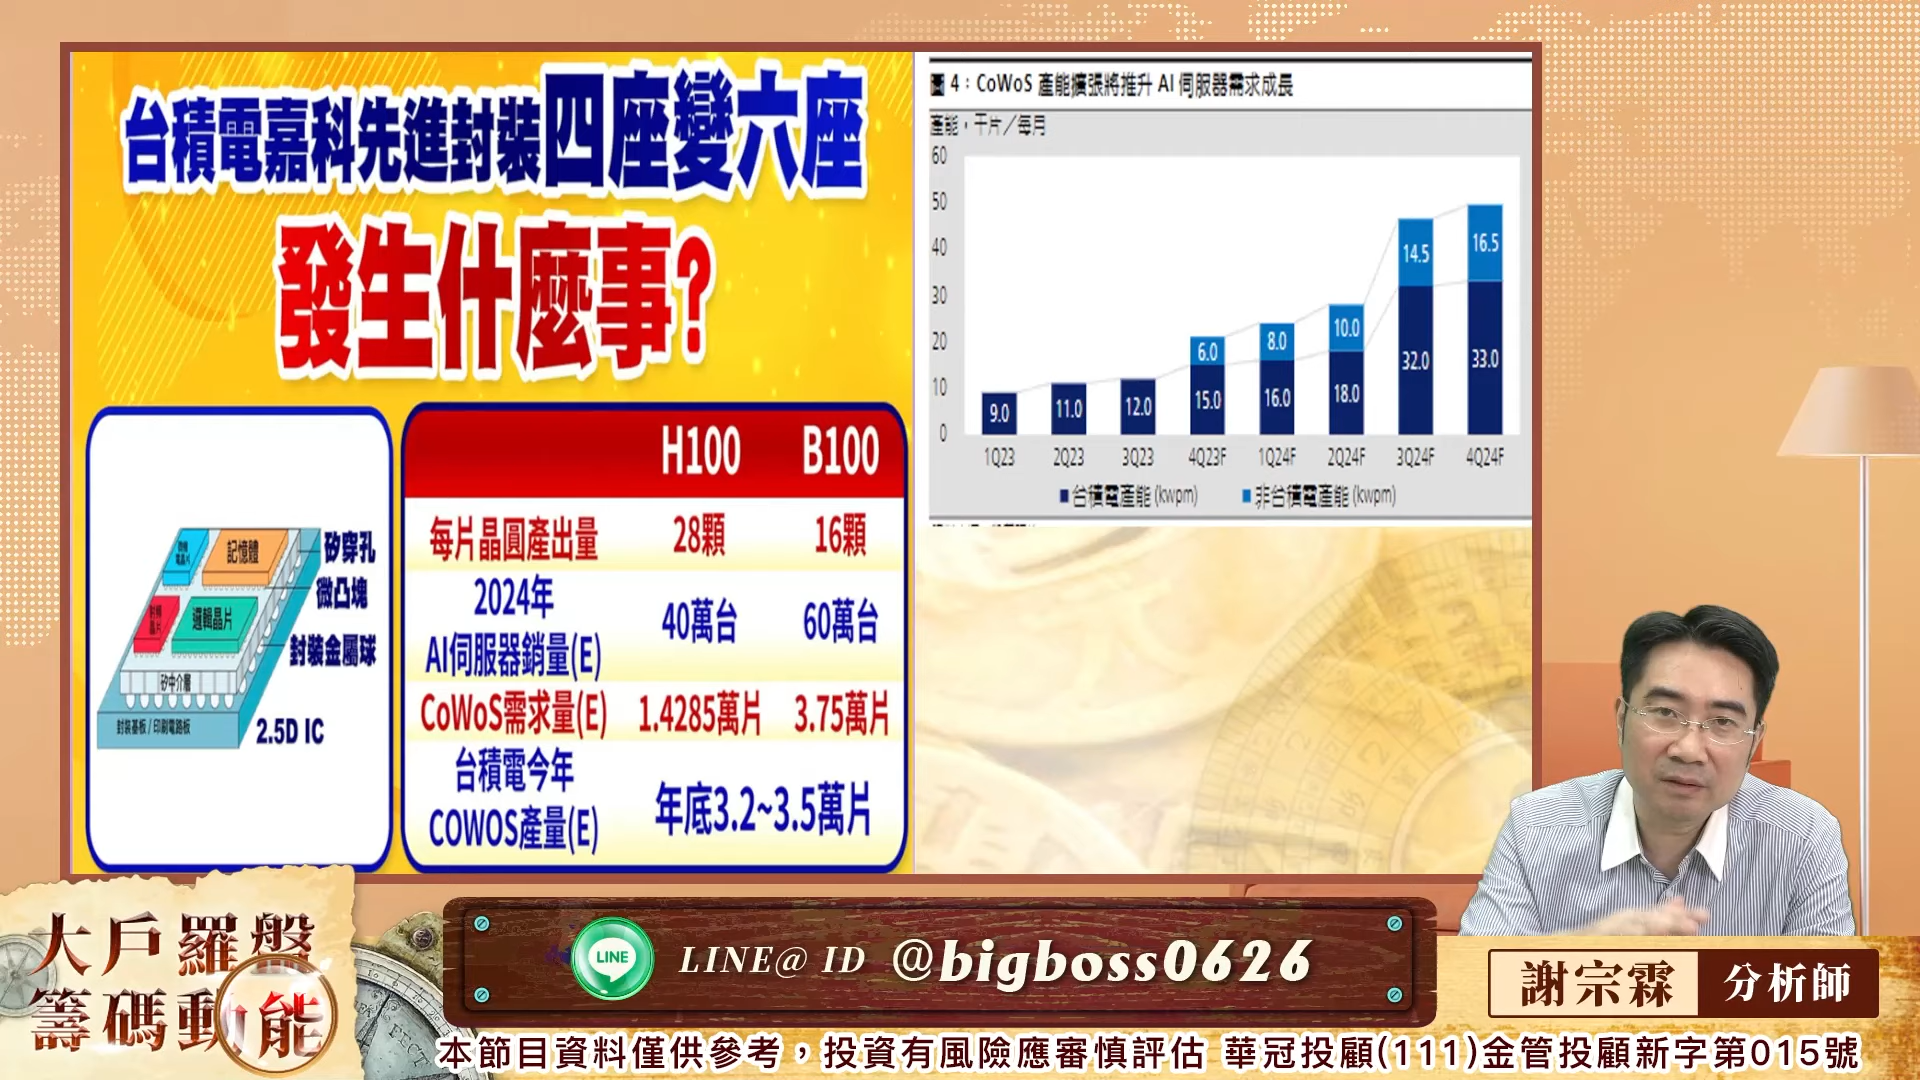 台積電嘉科先進封裝四座變六座
發生什麼事?
記憶體
邏輯晶片
矽穿孔
微凸塊
封裝金屬球
矽中介層
封裝基板/印刷電路板
2.5D IC
H100 B100
每片晶圓產出量 28顆 16顆
2024年
AI伺服器銷量(E) 40萬台 60萬台
CoWoS需求量(E) 1.4285萬片 3.75萬片
台積電今年
COWOS產量(E) 年底3.2~3.5萬片
圖 4：CoWoS 產能擴張將推升 AI 伺服器需求成長
產能，千片／每月
60
50
40
30
20
10
0
14.5 16.5
6.0 8.0 10.0
9.0 11.0 12.0 15.0 16.0 18.0 32.0 33.0
1Q23 2Q23 3Q23 4Q23F 1Q24F 2Q24F 3Q24F 4Q24F
台積電產能 (kwpm) 非台積電產能 (kwpm)
大戶羅盤
籌碼動能
LINE
LINE@ ID @bigboss0626
謝宗霖 分析師
本節目資料僅供參考，投資有風險應審慎評估 華冠投顧(111)金管投顧新字第015號